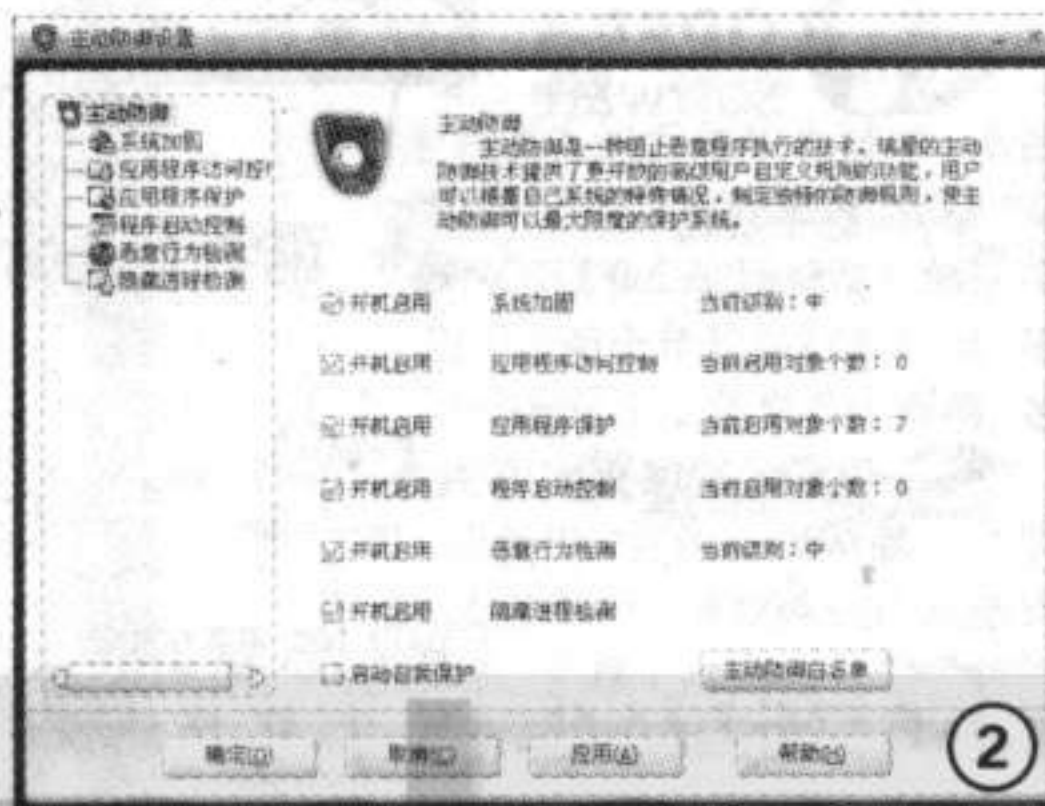 主动防御设置
主动防御
系统加固
应用程序访问控
应用程序保护
程序启动控制
恶意行为检测
隐藏进程检测
主动防御
主动防御是一种阻止恶意程序执行的技术。瑞星的主动
防御技术提供了更开放的高级用户自定义规则的功能，用户
可以根据自己系统的特殊情况，制定独特的防御规则，使主
动防御可以最大限度的保护系统。
开机启用 系统加固 当前级别：中
开机启用 应用程序访问控制 当前启用对象个数：0
开机启用 应用程序保护 当前启用对象个数：7
开机启用 程序启动控制 当前启用对象个数：0
开机启用 恶意行为检测 当前级别：中
开机启用 隐藏进程检测
启动自我保护 主动防御白名单
确定(O) 取消(C) 应用(A) 帮助(H)
②